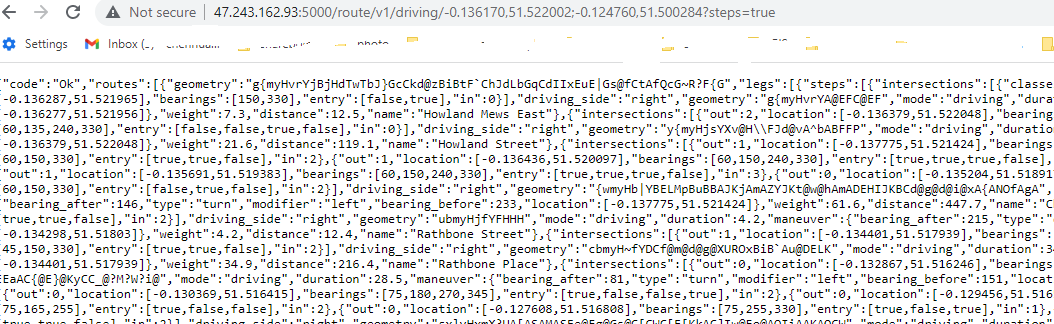 Not secure | 47.243.162.93:5000/route/v1/driving/-0.136170,51.522002;-0.124760,51.500284?steps=true
Settings Inbox photo
"code":"Ok","routes":[{"geometry":"g{myHvrYjBjHdTwTbJ}GcCkd@zBiBtF`ChJdLbGqCdIIxEuE|Gs@fCtAfQcG~R?F{G","legs":[{"steps":[{"intersections":[{"classe
[-0.136287,51.521965],"bearings":[150,330],"entry":[false,true],"in":0}],"driving_side":"right","geometry":"g{myHvrYA@EFC@EF","mode":"driving","dura
[-0.136277,51.521956]},"weight":7.3,"distance":12.5,"name":"Howland Mews East"},{"intersections":[{"out":2,"location":[-0.136379,51.522048],"bearing
[60,135,240,330],"entry":[false,false,true,false],"in":0}],"driving_side":"right","geometry":"y{myHjsYXv@H\\FJd@vA^bABFFP","mode":"driving","duratio
-0.136379,51.522048]},"weight":21.6,"distance":119.1,"name":"Howland Street"},{"intersections":[{"out":1,"location":[-0.137775,51.521424],"bearings"
60,150,330],"entry":[true,true,false],"in":2},{"out":1,"location":[-0.136436,51.520097],"bearings":[60,150,240,330],"entry":[true,true,true,false],
"out":1,"location":[-0.135691,51.519383],"bearings":[60,150,240,330],"entry":[true,true,true,false],"in":3},{"out":0,"location":[-0.135204,51.51891
60,150,330],"entry":[false,true,false],"in":2}],"driving_side":"right","geometry":"{wmyHb|YBELMpBuBBAJKjAmAZYJKt@w@hAmADEHIJKBCd@g@d@i@xA{ANOfAgA",
"bearing_after":146,"type":"turn","modifier":"left","bearing_before":233,"location":[-0.137775,51.521424]},"weight":61.6,"distance":447.7,"name":"C
true,true,false],"in":2}],"driving_side":"right","geometry":"ubmyHjfYFHHH","mode":"driving","duration":4.2,"maneuver":{"bearing_after":215,"type":"
-0.134298,51.51803]},"weight":4.2,"distance":12.4,"name":"Rathbone Street"},{"intersections":[{"out":1,"location":[-0.134401,51.517939],"bearings":
45,150,330],"entry":[true,true,false],"in":2}],"driving_side":"right","geometry":"cbmyH~fYDCf@m@d@g@XUROxBiB`Au@DELK","mode":"driving","duration":34
-0.134401,51.517939]},"weight":34.9,"distance":216.4,"name":"Rathbone Place"},{"intersections":[{"out":0,"location":[-0.132867,51.516246],"bearings
EaAC{@E}@KyCC_@?M?W?i@","mode":"driving","duration":28.5,"maneuver":{"bearing_after":81,"type":"turn","modifier":"left","bearing_before":151,"locat
{"out":0,"location":[-0.130369,51.516415],"bearings":[75,180,270,345],"entry":[true,false,false,true],"in":2},{"out":0,"location":[-0.129456,51.516
75,165,255],"entry":[true,true,false],"in":2},{"out":0,"location":[-0.127608,51.516808],"bearings":[75,255,330],"entry":[false,true,true],"in":1},